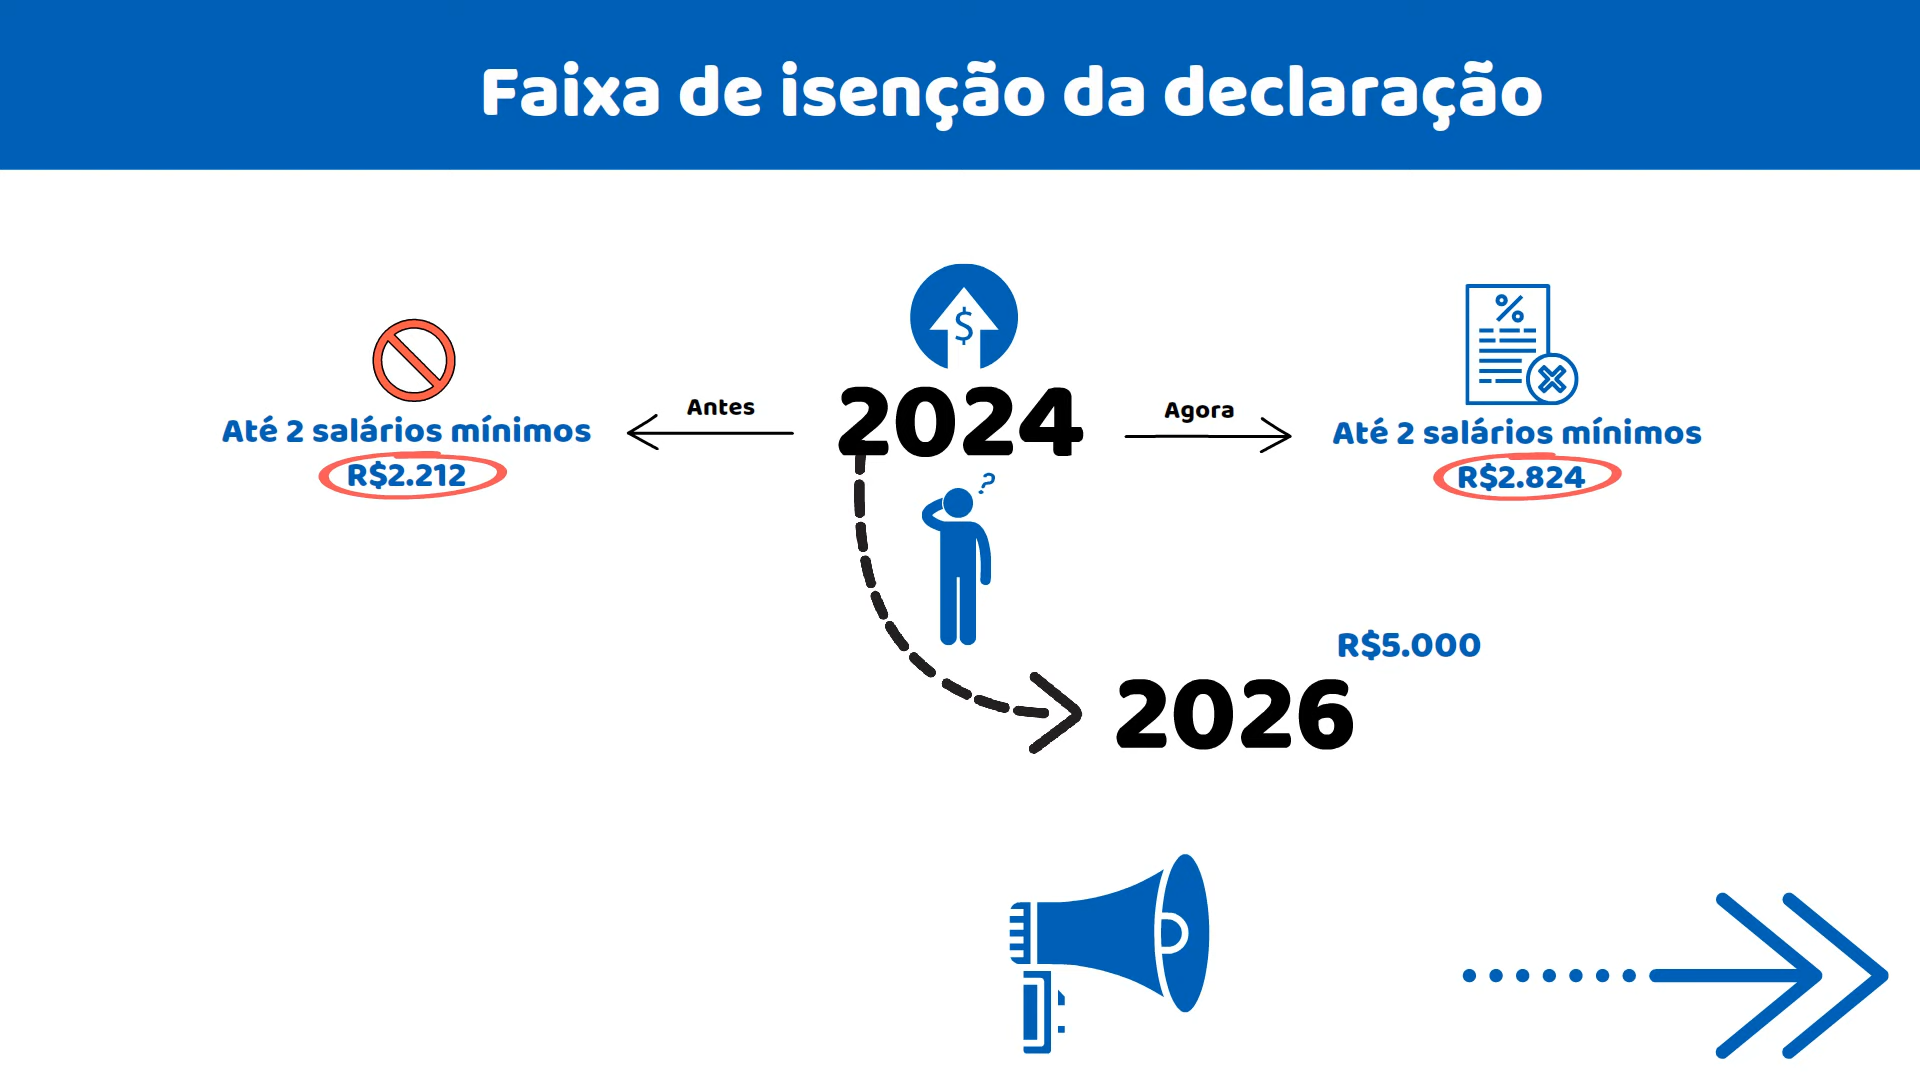 Faixa de isenção da declaração
$
%
Antes
2024
Agora
Até 2 salários mínimos
R$2.212
Até 2 salários mínimos
R$2.824
?
R$5.000
2026